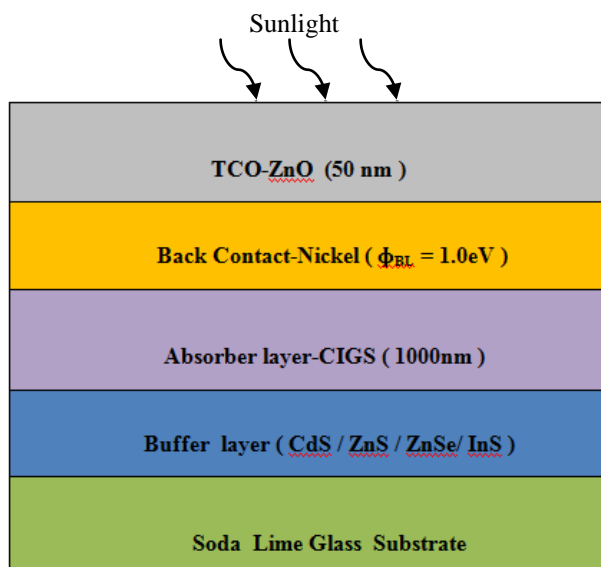 Sunlight
TCO-ZnO (50 nm )
Back Contact-Nickel ( ϕBL = 1.0eV )
Absorber layer-CIGS ( 1000nm )
Buffer layer ( CdS / ZnS / ZnSe/ InS )
Soda Lime Glass Substrate